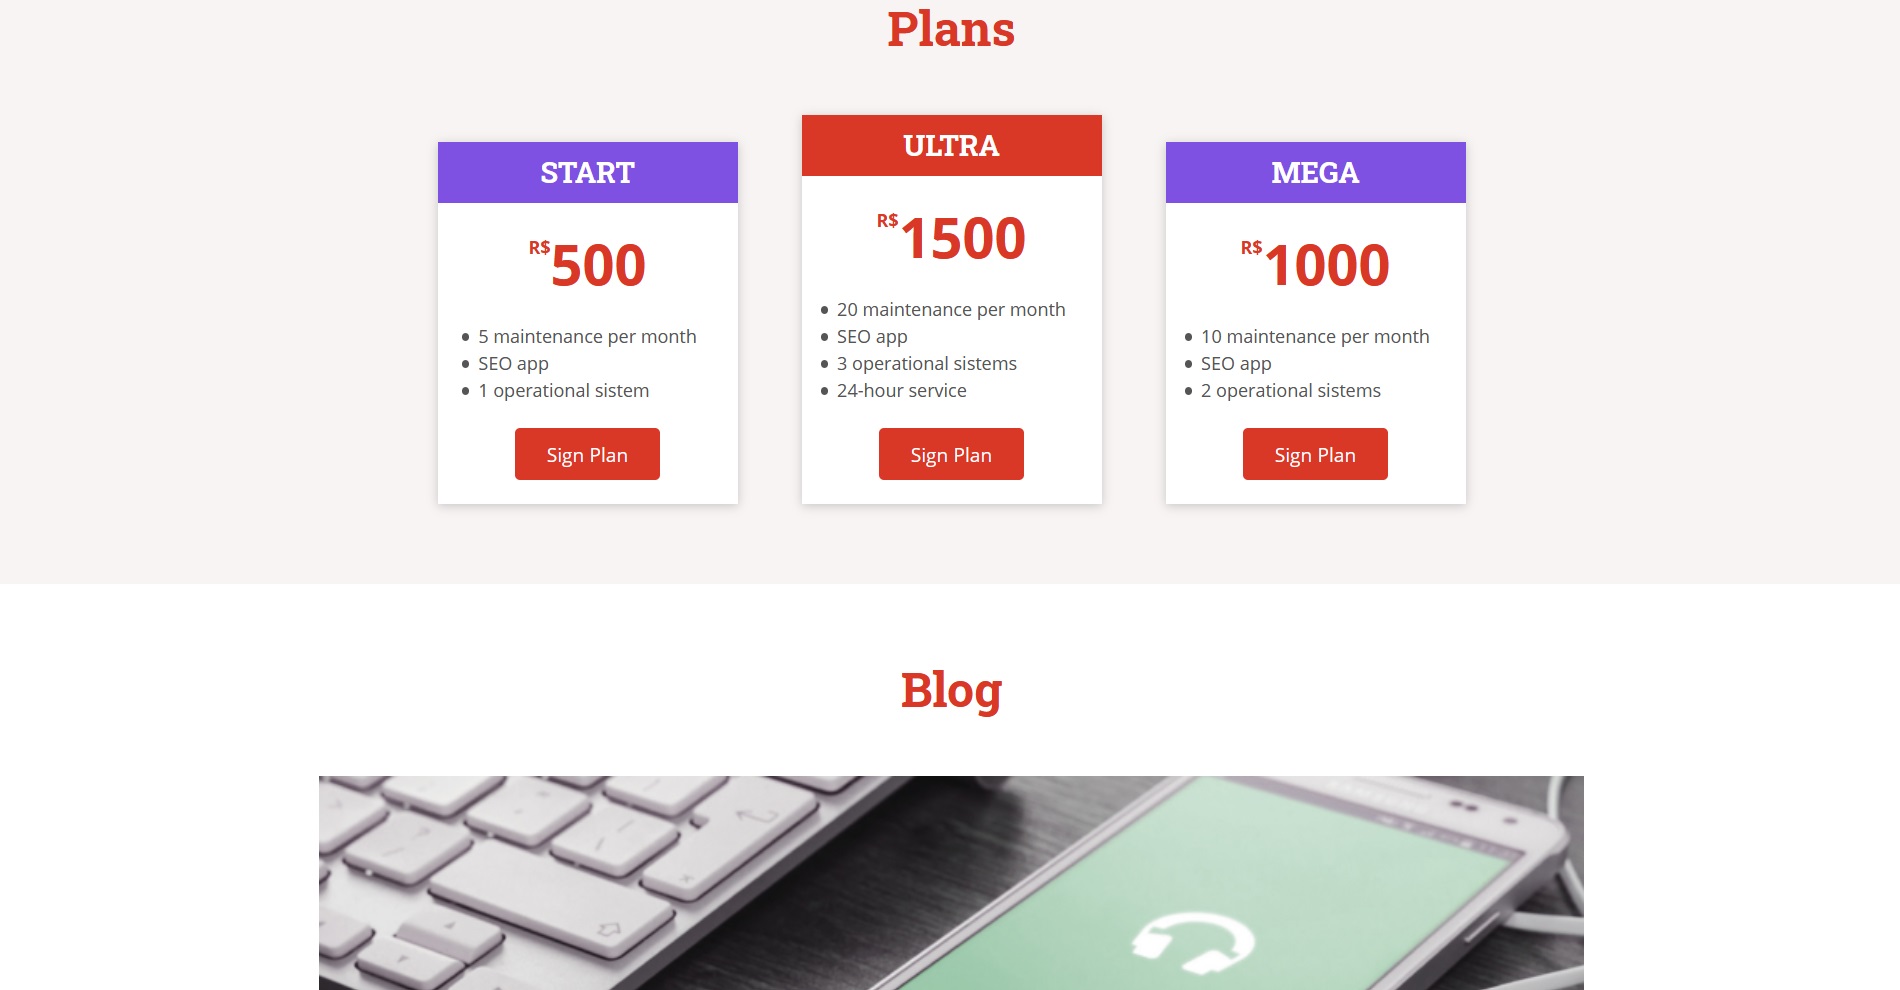 Plans
START
R$500
5 maintenance per month
SEO app
1 operational sistem
Sign Plan
ULTRA
R$1500
20 maintenance per month
SEO app
3 operational sistems
24-hour service
Sign Plan
MEGA
R$1000
10 maintenance per month
SEO app
2 operational sistems
Sign Plan
Blog